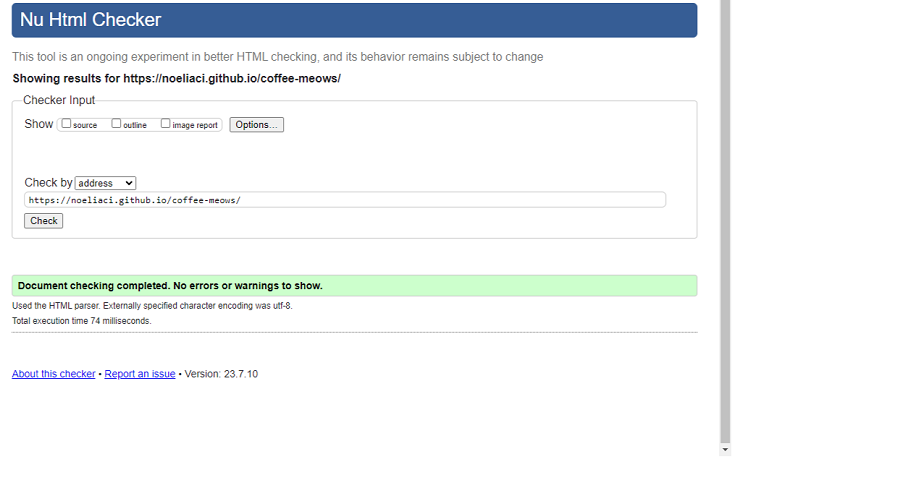 Nu Html Checker
This tool is an ongoing experiment in better HTML checking, and its behavior remains subject to change
Showing results for https://noeliaci.github.io/coffee-meows/
Checker Input
Show source outline image report Options...
Check by address
https://noeliaci.github.io/coffee-meows/
Check
Document checking completed. No errors or warnings to show.
Used the HTML parser. Externally specified character encoding was utf-8.
Total execution time 74 milliseconds.
About this checker • Report an issue • Version: 23.7.10